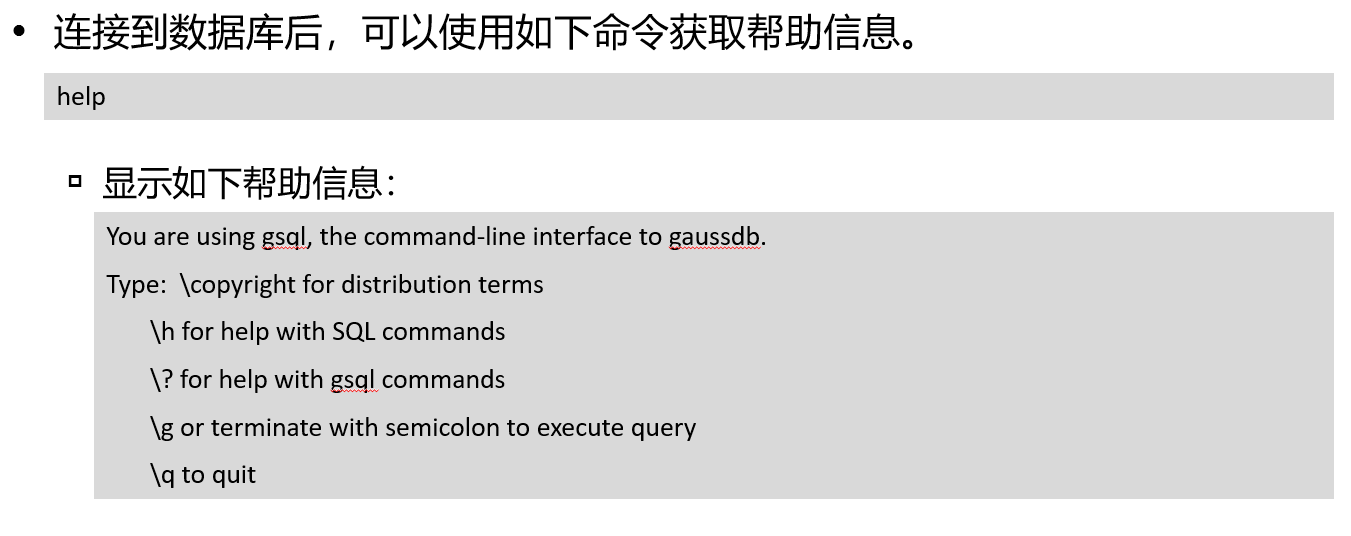 • 连接到数据库后，可以使用如下命令获取帮助信息。
help
▫ 显示如下帮助信息：
You are using gsql, the command-line interface to gaussdb.
Type:  \copyright for distribution terms
\h for help with SQL commands
\? for help with gsql commands
\g or terminate with semicolon to execute query
\q to quit